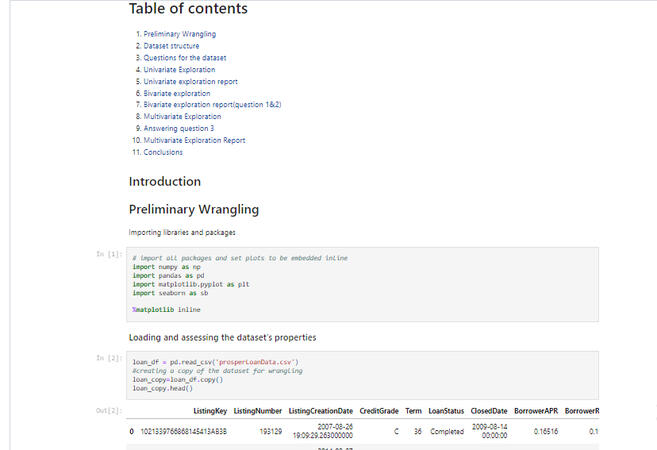 Table of contents
1. Preliminary Wrangling
2. Dataset structure
3. Questions for the dataset
4. Univariate Exploration
5. Univariate exploration report
6. Bivariate exploration
7. Bivariate exploration report(question 1&2)
8. Multivariate Exploration
9. Answering question 3
10. Multivariate Exploration Report
11. Conclusions
Introduction
Preliminary Wrangling
Importing libraries and packages
In [1]:
# import all packages and set plots to be embedded inline
import numpy as np
import pandas as pd
import matplotlib.pyplot as plt
import seaborn as sb
%matplotlib inline
Loading and assessing the dataset's properties
In [2]:
loan_df = pd.read_csv('prosperLoanData.csv')
#creating a copy of the dataset for wrangling
loan_copy=loan_df.copy()
loan_copy.head()
Out[2]:
ListingKey ListingNumber ListingCreationDate CreditGrade Term LoanStatus ClosedDate BorrowerAPR BorrowerR
0 1021339766868145413AB3B 193129 2007-08-26 19:09:29.263000000 C 36 Completed 2009-08-14 00:00:00 0.16516 0.1